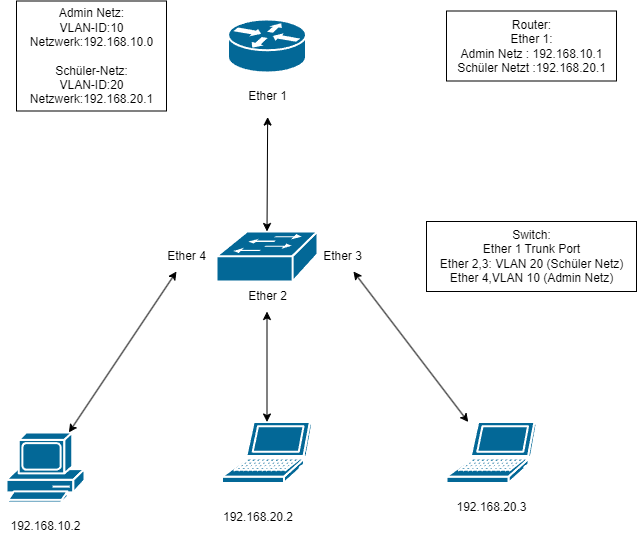 Admin Netz:
VLAN-ID:10
Netzwerk:192.168.10.0
Schüler-Netz:
VLAN-ID:20
Netzwerk:192.168.20.1
Router:
Ether 1:
Admin Netz : 192.168.10.1
Schüler Netzt :192.168.20.1
Ether 1
Ether 4
Ether 3
Ether 2
Switch:
Ether 1 Trunk Port
Ether 2,3: VLAN 20 (Schüler Netz)
Ether 4,VLAN 10 (Admin Netz)
192.168.10.2
192.168.20.2
192.168.20.3